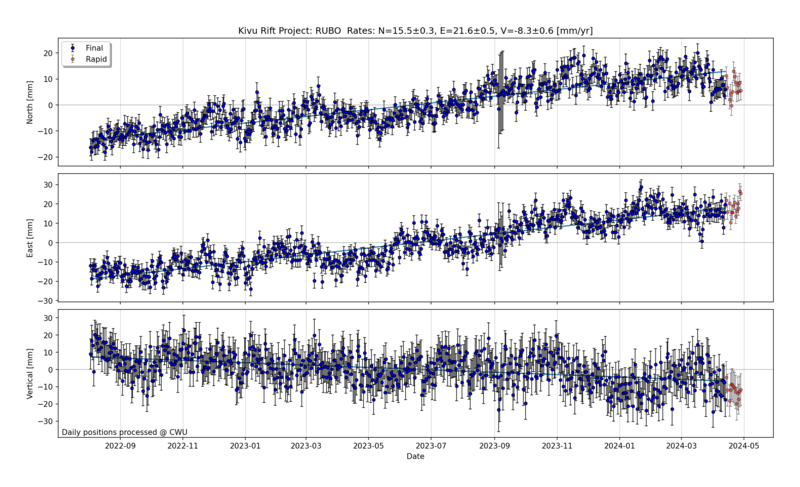 Kivu Rift Project: RUBO Rates: N=15.5±0.3, E=21.6±0.5, V=-8.3±0.6 [mm/yr]
Final
Rapid
North [mm]
20
10
0
−10
−20
East [mm]
30
20
10
0
−10
−20
−30
Vertical [mm]
30
20
10
0
−10
−20
−30
Daily positions processed @ CWU
2022-09 2022-11 2023-01 2023-03 2023-05 2023-07 2023-09 2023-11 2024-01 2024-03 2024-05
Date